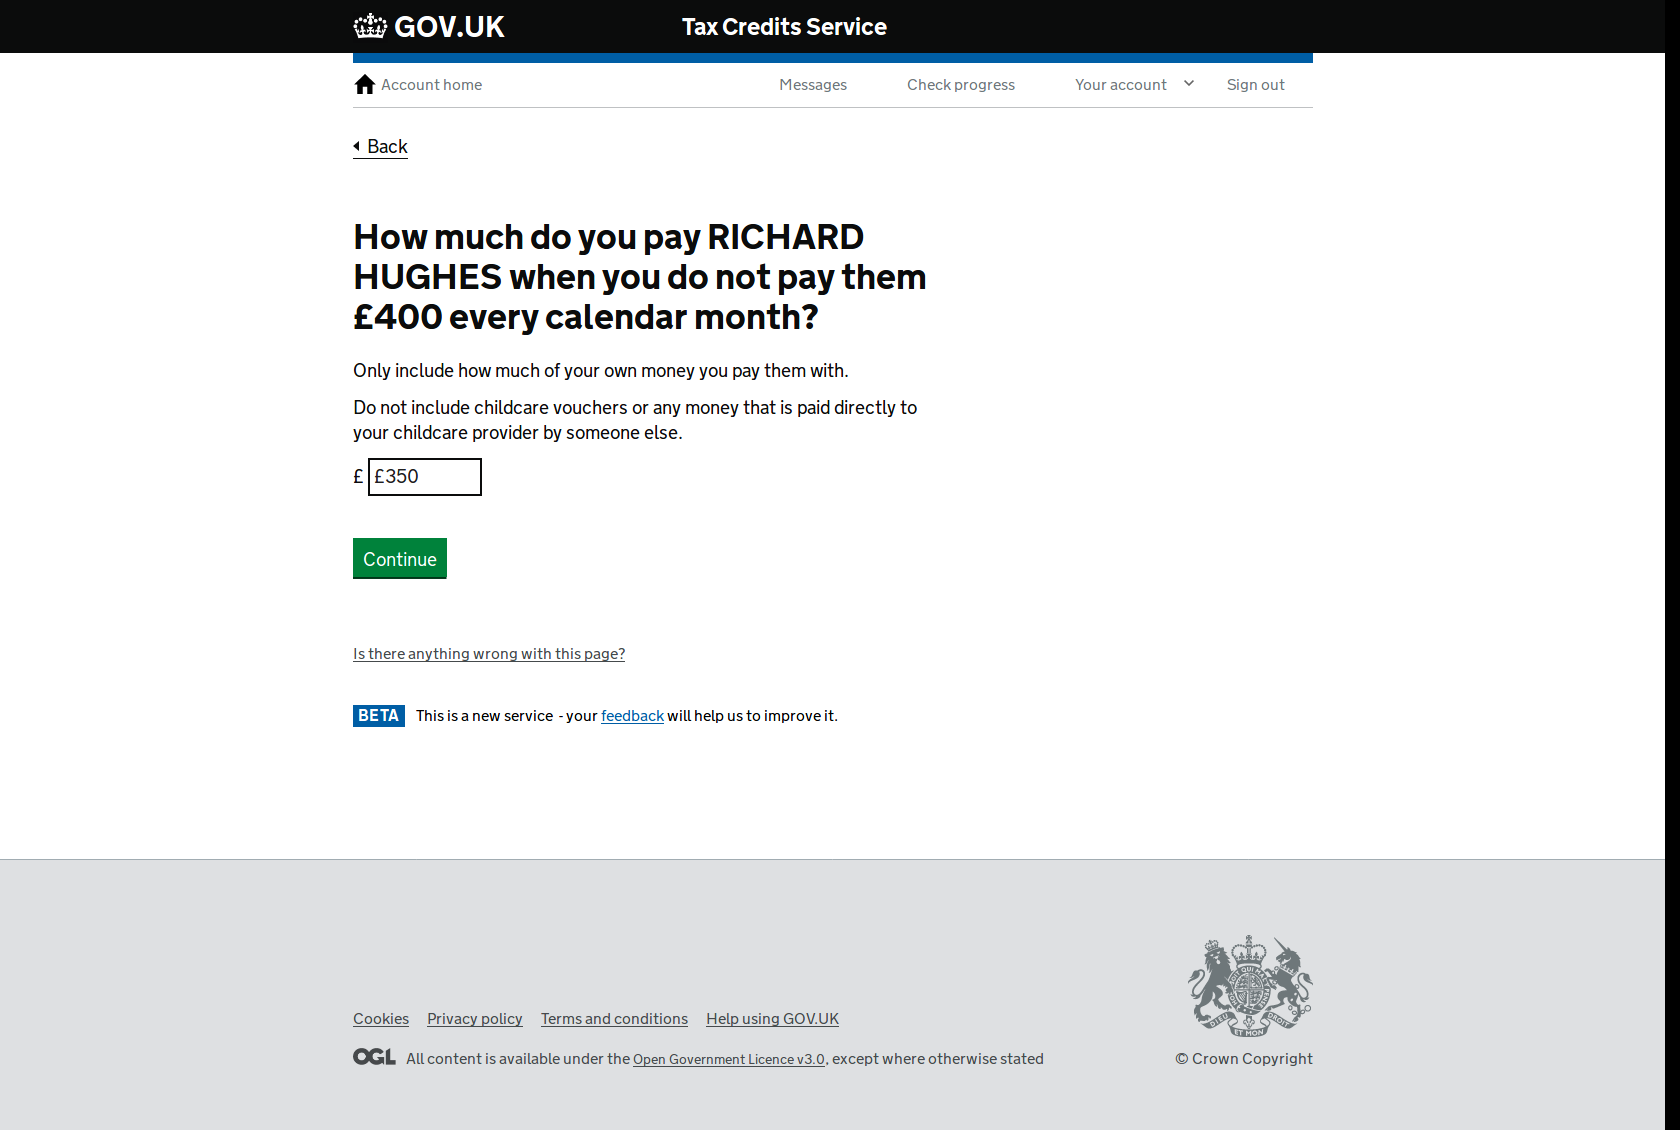 GOV.UK
Tax Credits Service
Account home
Messages
Check progress
Your account
Sign out
Back
How much do you pay RICHARD
HUGHES when you do not pay them
£400 every calendar month?
Only include how much of your own money you pay them with.
Do not include childcare vouchers or any money that is paid directly to
your childcare provider by someone else.
£ £350
Continue
Is there anything wrong with this page?
BETA This is a new service - your feedback will help us to improve it.
Cookies Privacy policy Terms and conditions Help using GOV.UK
OGL All content is available under the Open Government Licence v3.0, except where otherwise stated
© Crown Copyright